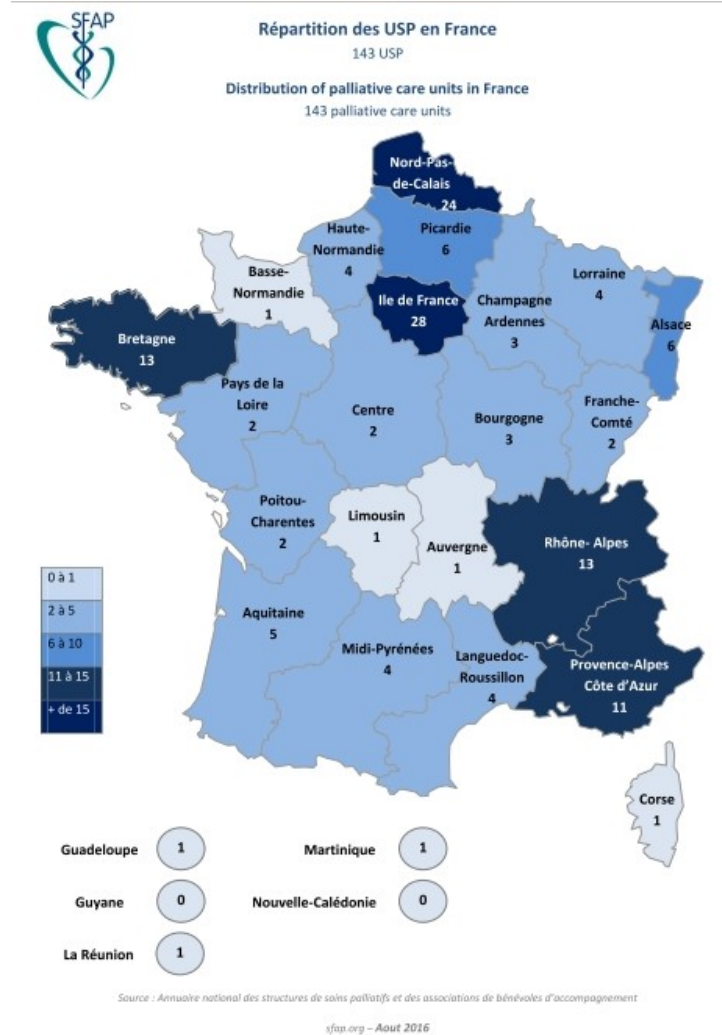 SFAP
Répartition des USP en France
143 USP
Distribution of palliative care units in France
143 palliative care units
Nord-Pas-
de-Calais
24
Haute-
Normandie
4
Picardie
6
Basse-
Normandie
1
Ile de France
28
Champagne
Ardennes
3
Lorraine
4
Alsace
6
Bretagne
13
Pays de la
Loire
2
Centre
2
Bourgogne
3
Franche-
Comté
2
Poitou-
Charentes
2
Limousin
1
Auvergne
1
Rhône- Alpes
13
0 à 1
2 à 5
6 à 10
11 à 15
+ de 15
Aquitaine
5
Midi-Pyrénées
4
Languedoc-
Roussillon
4
Provence-Alpes
Côte d'Azur
11
Corse
1
Guadeloupe 1
Martinique 1
Guyane 0
Nouvelle-Calédonie 0
La Réunion 1
Source : Annuaire national des structures de soins palliatifs et des associations de bénévoles d'accompagnement
sfap.org – Aout 2016